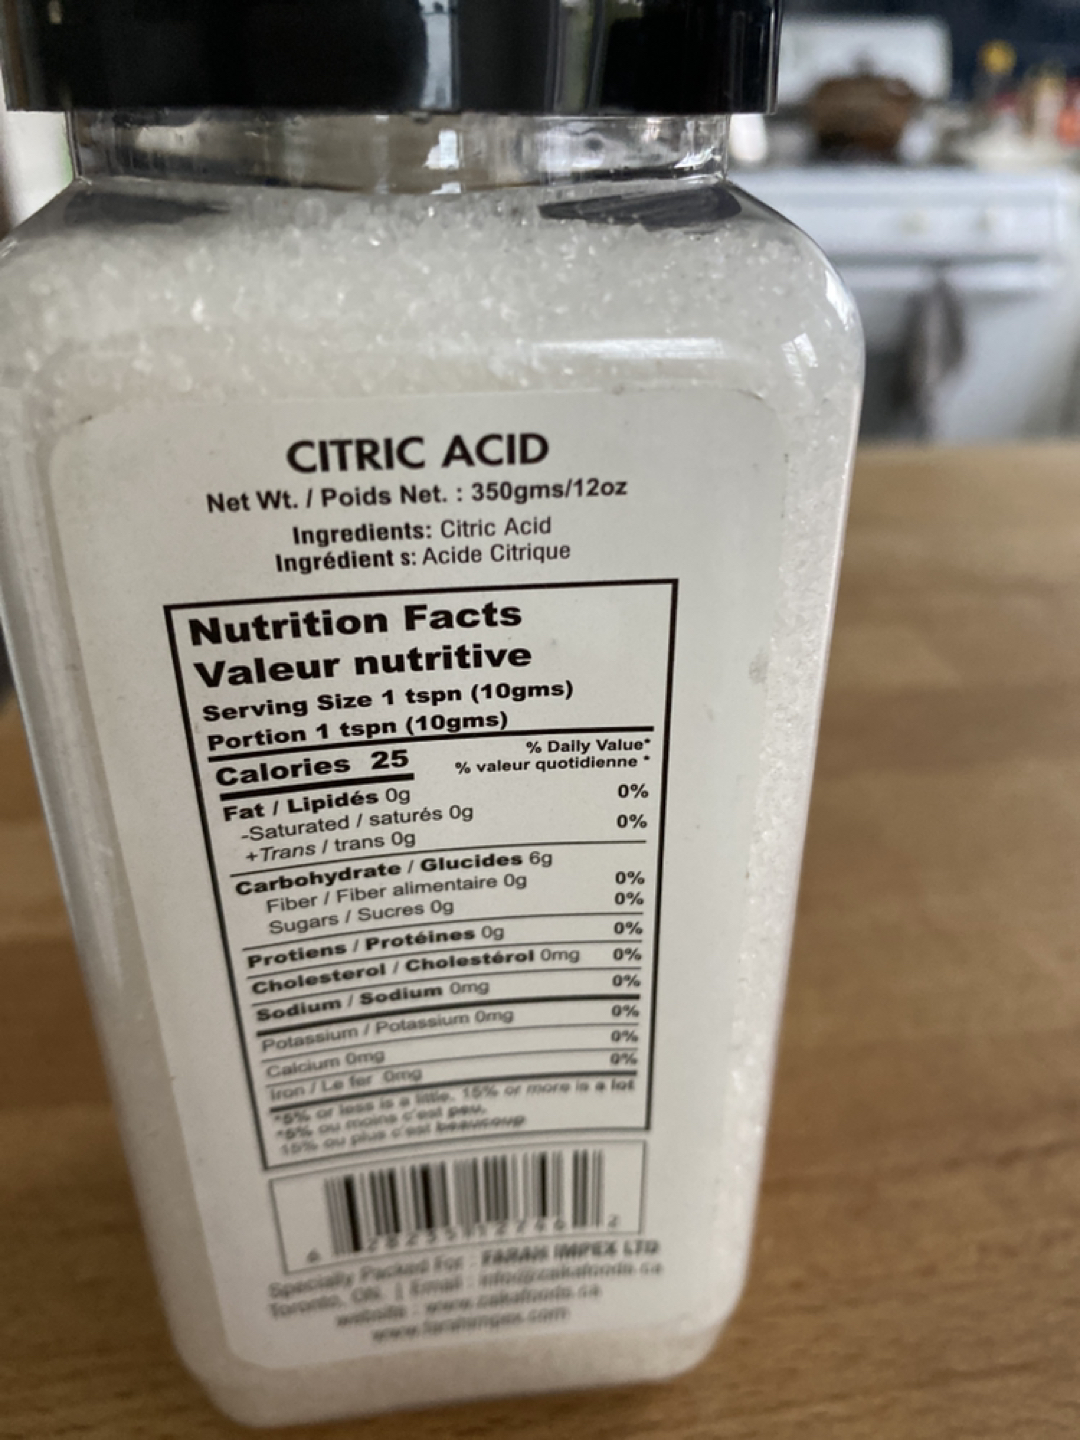 CITRIC ACID
Net Wt. / Poids Net. : 350gms/12oz
Ingredients: Citric Acid
Ingrédient s: Acide Citrique
Nutrition Facts
Valeur nutritive
Serving Size 1 tspn (10gms)
Portion 1 tspn (10gms)
Calories 25
% Daily Value*
% valeur quotidienne *
Fat / Lipidés 0g 0%
-Saturated / saturés 0g
+Trans / trans 0g 0%
Carbohydrate / Glucides 6g
Fiber / Fiber alimentaire 0g 0%
Sugars / Sucres 0g 0%
Protiens / Protéines 0g 0%
Cholesterol / Cholestérol 0mg 0%
Sodium / Sodium 0mg 0%
Potassium / Potassium 0mg 0%
Calcium 0mg 0%
Iron / Le fer 0mg 0%
*5% or less is a little. 15% or more is a lot
*5% ou moins c'est peu,
15% ou plus c'est beaucoup
Specially Packed For : FARAH IMPEX LTD
Toronto, ON. | Email : info@zakafoods.ca
website : www.zakafoods.ca
www.farahimpex.com